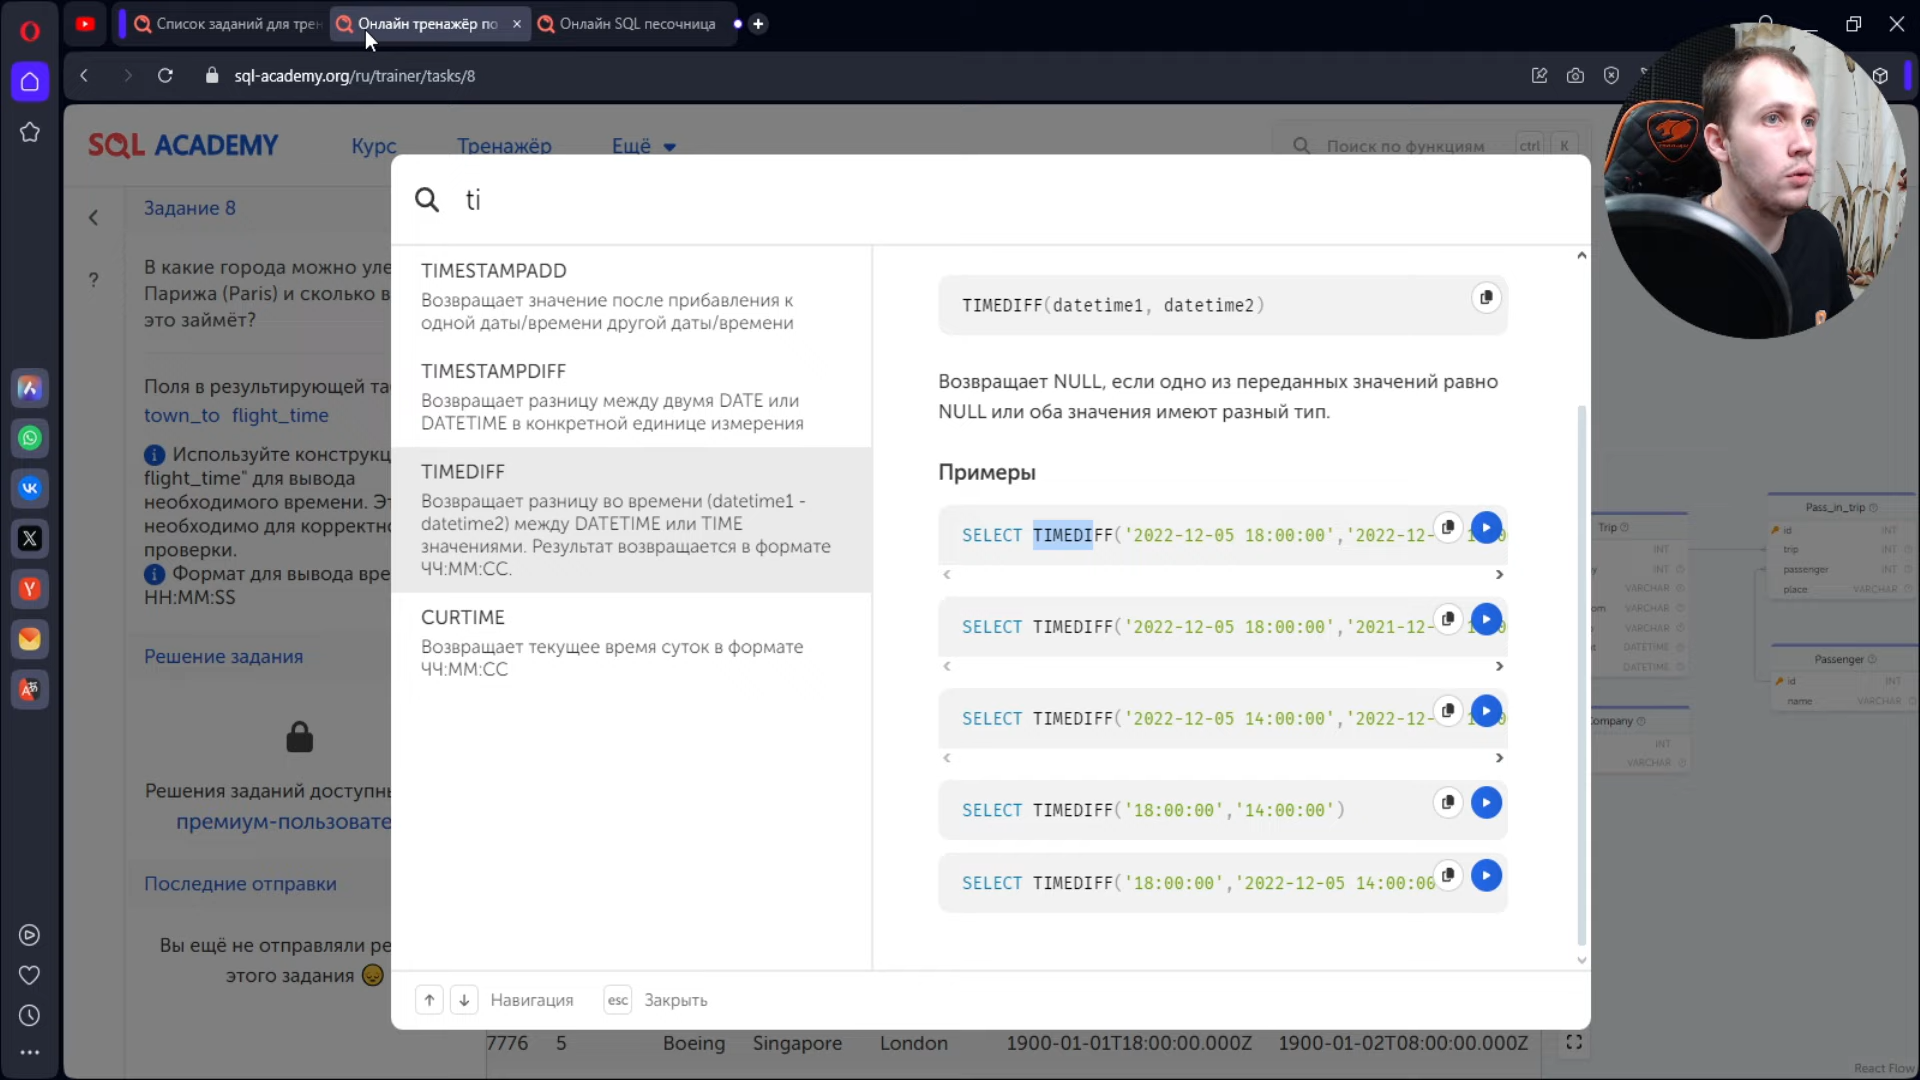 Список заданий для трен
Онлайн тренажёр по
Онлайн SQL песочница
sql-academy.org/ru/trainer/tasks/8
SQL ACADEMY
Курс
Тренажёр
Ещё
Поиск по функциям
ctrl
K
Задание 8
В какие города можно уле
Парижа (Paris) и сколько в
это займёт?
Поля в результирующей та
town_to flight_time
Используйте конструкц
flight_time" для вывода
необходимого времени. Эт
необходимо для корректн
проверки.
Формат для вывода вре
HH:MM:SS
Решение задания
Решения заданий доступнь
премиум-пользовате
Последние отправки
Вы ещё не отправляли ре
этого задания
ti
TIMESTAMPADD
Возвращает значение после прибавления к
одной даты/времени другой даты/времени
TIMESTAMPDIFF
Возвращает разницу между двумя DATE или
DATETIME в конкретной единице измерения
TIMEDIFF
Возвращает разницу во времени (datetime1 -
datetime2) между DATETIME или TIME
значениями. Результат возвращается в формате
ЧЧ:ММ:СС.
CURTIME
Возвращает текущее время суток в формате
ЧЧ:ММ:СС
TIMEDIFF(datetime1, datetime2)
Возвращает NULL, если одно из переданных значений равно
NULL или оба значения имеют разный тип.
Примеры
SELECT TIMEDIFF('2022-12-05 18:00:00','2022-12-
SELECT TIMEDIFF('2022-12-05 18:00:00','2021-12-
SELECT TIMEDIFF('2022-12-05 14:00:00','2022-12-
SELECT TIMEDIFF('18:00:00','14:00:00')
SELECT TIMEDIFF('18:00:00','2022-12-05 14:00:00
Навигация
esc
Закрыть
Trip
INT
INT
VARCHAR
om VARCHAR
VARCHAR
DATETIME
DATETIME
ompany
INT
VARCHAR
Pass_in_trip
id INT
trip INT
passenger INT
place VARCHAR
Passenger
id INT
name VARCHAR
7776 5 Boeing Singapore London 1900-01-01T18:00:00.000Z 1900-01-02T08:00:00.000Z
React Flow